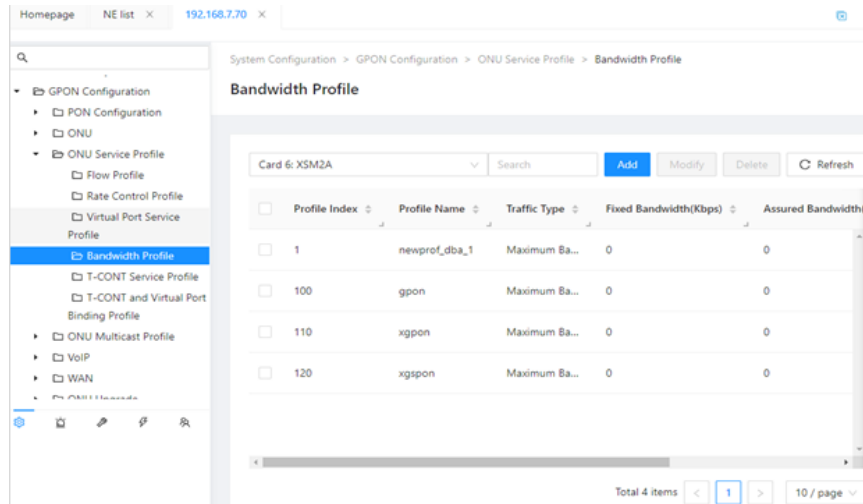 Homepage
NE list ×
192.168.7.70 ×
System Configuration > GPON Configuration > ONU Service Profile > Bandwidth Profile
Bandwidth Profile
GPON Configuration
PON Configuration
ONU
ONU Service Profile
Flow Profile
Rate Control Profile
Virtual Port Service
Profile
Bandwidth Profile
T-CONT Service Profile
T-CONT and Virtual Port
Binding Profile
ONU Multicast Profile
VoIP
WAN
ONU Upgrade
Card 6: XSM2A Search Add Modify Delete Refresh
Profile Index Profile Name Traffic Type Fixed Bandwidth(Kbps) Assured Bandwidth(
1 newprof_dba_1 Maximum Ba... 0 0
100 gpon Maximum Ba... 0 0
110 xgpon Maximum Ba... 0 0
120 xgspon Maximum Ba... 0 0
Total 4 items < 1 > 10 / page